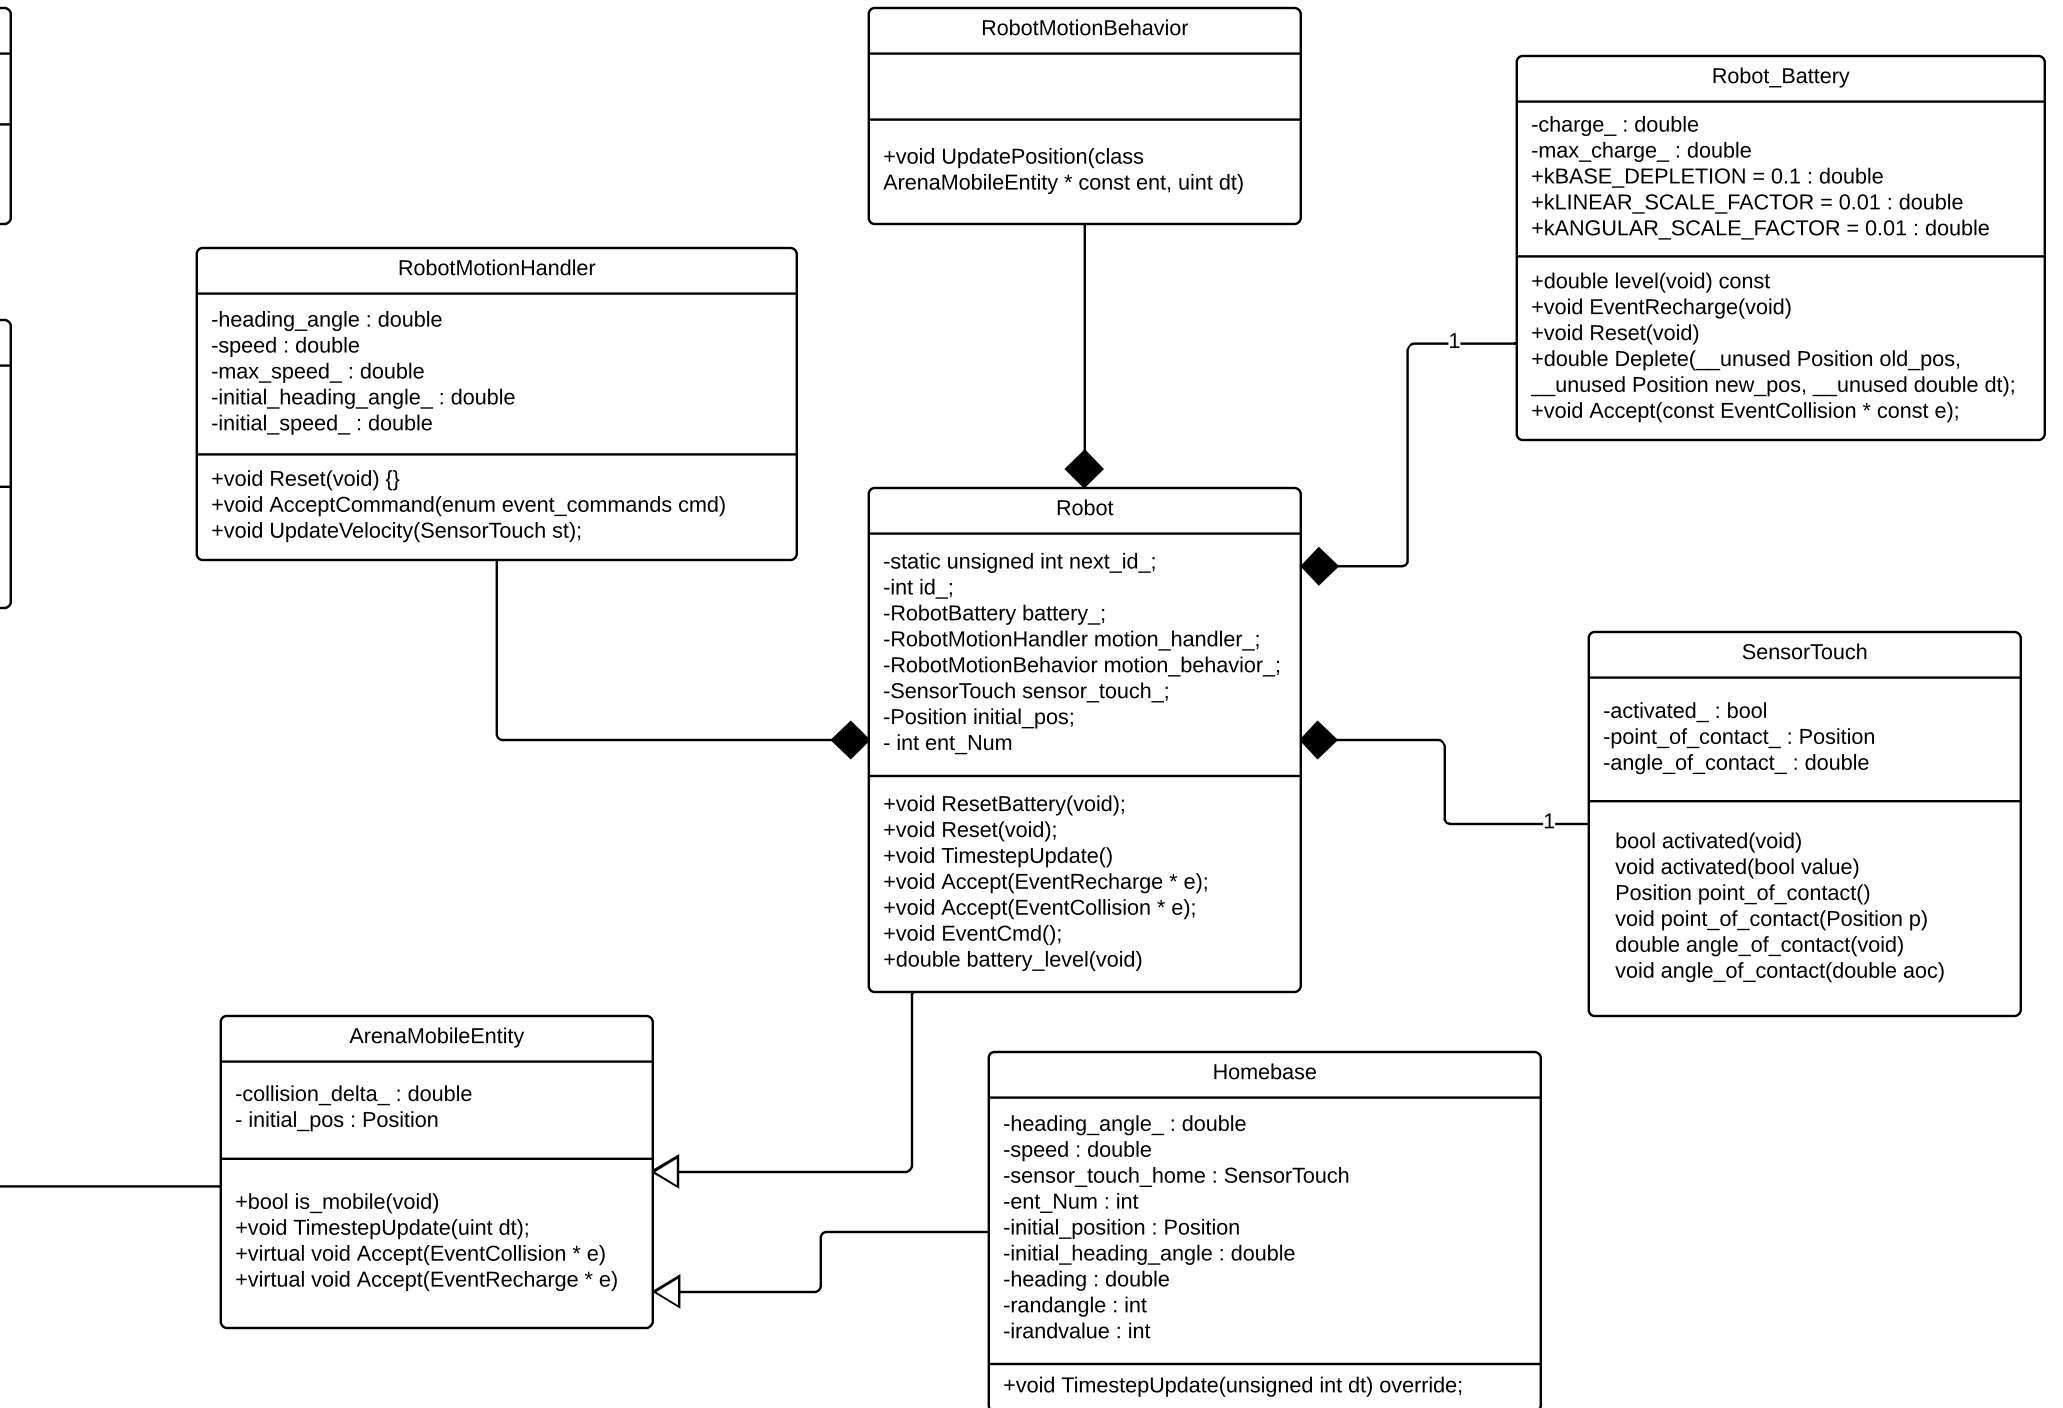 RobotMotionBehavior
+void UpdatePosition(class
ArenaMobileEntity * const ent, uint dt)
Robot_Battery
-charge_ : double
-max_charge_ : double
+kBASE_DEPLETION = 0.1 : double
+kLINEAR_SCALE_FACTOR = 0.01 : double
+kANGULAR_SCALE_FACTOR = 0.01 : double
+double level(void) const
+void EventRecharge(void)
+void Reset(void)
+double Deplete(__unused Position old_pos,
__unused Position new_pos, __unused double dt);
+void Accept(const EventCollision * const e);
RobotMotionHandler
-heading_angle : double
-speed : double
-max_speed_ : double
-initial_heading_angle_ : double
-initial_speed_ : double
+void Reset(void) {}
+void AcceptCommand(enum event_commands cmd)
+void UpdateVelocity(SensorTouch st);
1
Robot
-static unsigned int next_id_;
-int id_;
-RobotBattery battery_;
-RobotMotionHandler motion_handler_;
-RobotMotionBehavior motion_behavior_;
-SensorTouch sensor_touch_;
-Position initial_pos;
- int ent_Num
+void ResetBattery(void);
+void Reset(void);
+void TimestepUpdate()
+void Accept(EventRecharge * e);
+void Accept(EventCollision * e);
+void EventCmd();
+double battery_level(void)
SensorTouch
-activated_ : bool
-point_of_contact_ : Position
-angle_of_contact_ : double
bool activated(void)
void activated(bool value)
Position point_of_contact()
void point_of_contact(Position p)
double angle_of_contact(void)
void angle_of_contact(double aoc)
1
ArenaMobileEntity
-collision_delta_ : double
- initial_pos : Position
+bool is_mobile(void)
+void TimestepUpdate(uint dt);
+virtual void Accept(EventCollision * e)
+virtual void Accept(EventRecharge * e)
Homebase
-heading_angle_ : double
-speed : double
-sensor_touch_home : SensorTouch
-ent_Num : int
-initial_position : Position
-initial_heading_angle : double
-heading : double
-randangle : int
-irandvalue : int
+void TimestepUpdate(unsigned int dt) override;